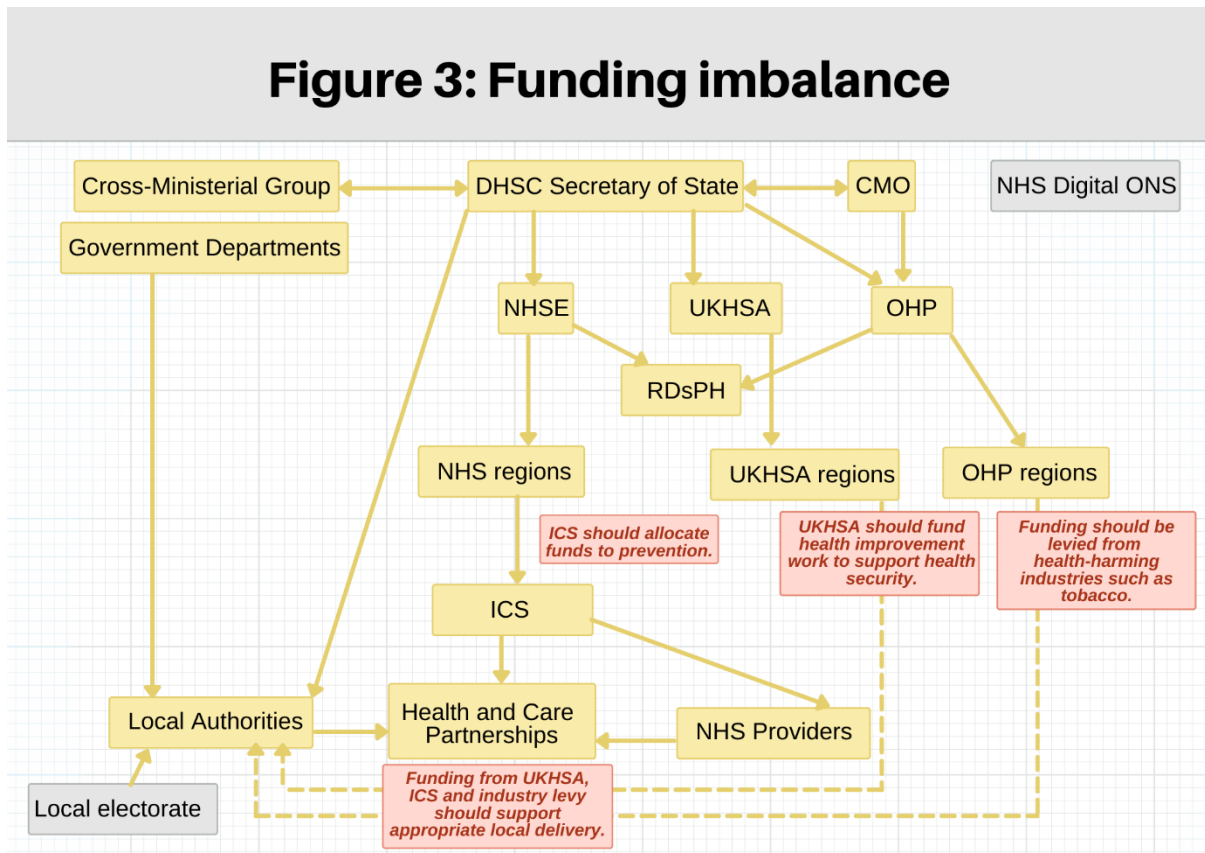 Figure 3: Funding imbalance
Cross-Ministerial Group
DHSC Secretary of State
CMO
NHS Digital ONS
Government Departments
NHSE
UKHSA
OHP
RDsPH
NHS regions
UKHSA regions
OHP regions
ICS should allocate
funds to prevention.
UKHSA should fund
health improvement
work to support health
security.
Funding should be
levied from
health-harming
industries such as
tobacco.
ICS
Local Authorities
Health and Care
Partnerships
NHS Providers
Funding from UKHSA,
ICS and industry levy
should support
appropriate local delivery.
Local electorate